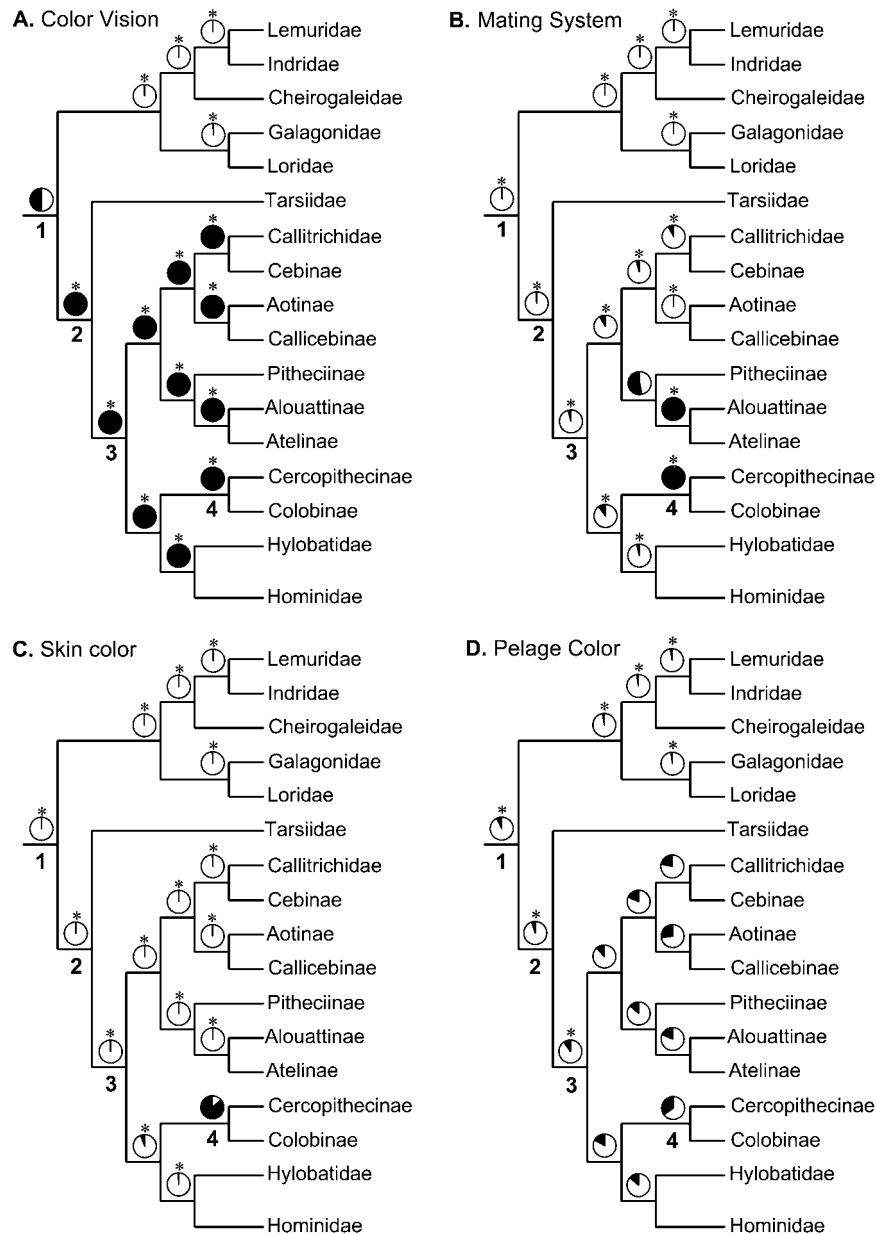 A. Color Vision
*
Lemuridae
*
Indridae
*
Cheirogaleidae
*
Galagonidae
Loridae
Tarsiidae
1
*
Callitrichidae
*
Cebinae
*
*
Aotinae
2
*
Callicebinae
*
Pitheciinae
*
Alouattinae
*
3
Atelinae
*
Cercopithecinae
*
4
Colobinae
*
Hylobatidae
Hominidae
B. Mating System
*
Lemuridae
*
Indridae
*
Cheirogaleidae
*
Galagonidae
Loridae
*
Tarsiidae
1
*
Callitrichidae
*
Cebinae
*
*
Aotinae
2
*
Callicebinae
Pitheciinae
*
Alouattinae
*
3
Atelinae
*
Cercopithecinae
*
4
Colobinae
*
Hylobatidae
Hominidae
C. Skin color
*
Lemuridae
*
Indridae
*
Cheirogaleidae
*
Galagonidae
Loridae
*
Tarsiidae
1
*
Callitrichidae
*
Cebinae
*
*
Aotinae
2
*
Callicebinae
*
Pitheciinae
*
Alouattinae
*
3
Atelinae
Cercopithecinae
*
4
Colobinae
*
Hylobatidae
Hominidae
D. Pelage Color
*
Lemuridae
*
Indridae
*
Cheirogaleidae
*
Galagonidae
Loridae
*
Tarsiidae
1
Callitrichidae
Cebinae
*
Aotinae
2
Callicebinae
Pitheciinae
Alouattinae
*
3
Atelinae
Cercopithecinae
4
Colobinae
Hylobatidae
Hominidae